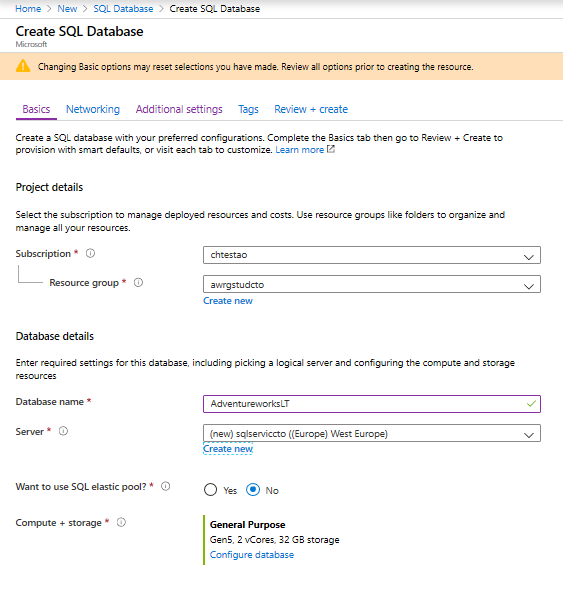 Home > New > SQL Database > Create SQL Database
Create SQL Database
Microsoft
Changing Basic options may reset selections you have made. Review all options prior to creating the resource.
Basics Networking Additional settings Tags Review + create
Create a SQL database with your preferred configurations. Complete the Basics tab then go to Review + Create to
provision with smart defaults, or visit each tab to customize. Learn more
Project details
Select the subscription to manage deployed resources and costs. Use resource groups like folders to organize and
manage all your resources.
Subscription * chtestao
Resource group * awrgstudcto
Create new
Database details
Enter required settings for this database, including picking a logical server and configuring the compute and storage
resources
Database name * AdventureworksLT
Server * (new) sqlserviccto ((Europe) West Europe)
Create new
Want to use SQL elastic pool? * Yes No
Compute + storage * General Purpose
Gen5, 2 vCores, 32 GB storage
Configure database